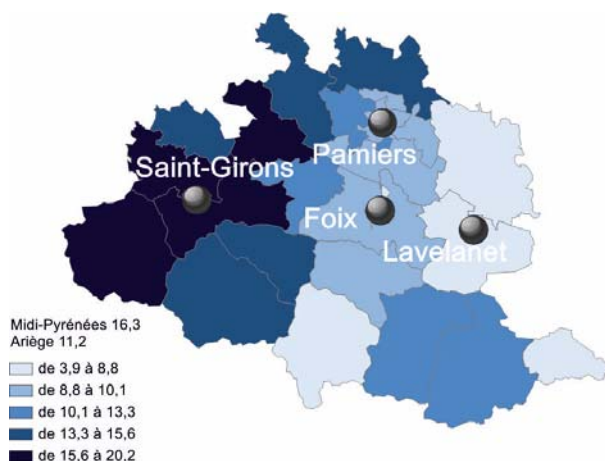 Saint-Girons
Pamiers
Foix
Lavelanet
Midi-Pyrénées 16,3
Ariège 11,2
de 3,9 à 8,8
de 8,8 à 10,1
de 10,1 à 13,3
de 13,3 à 15,6
de 15,6 à 20,2